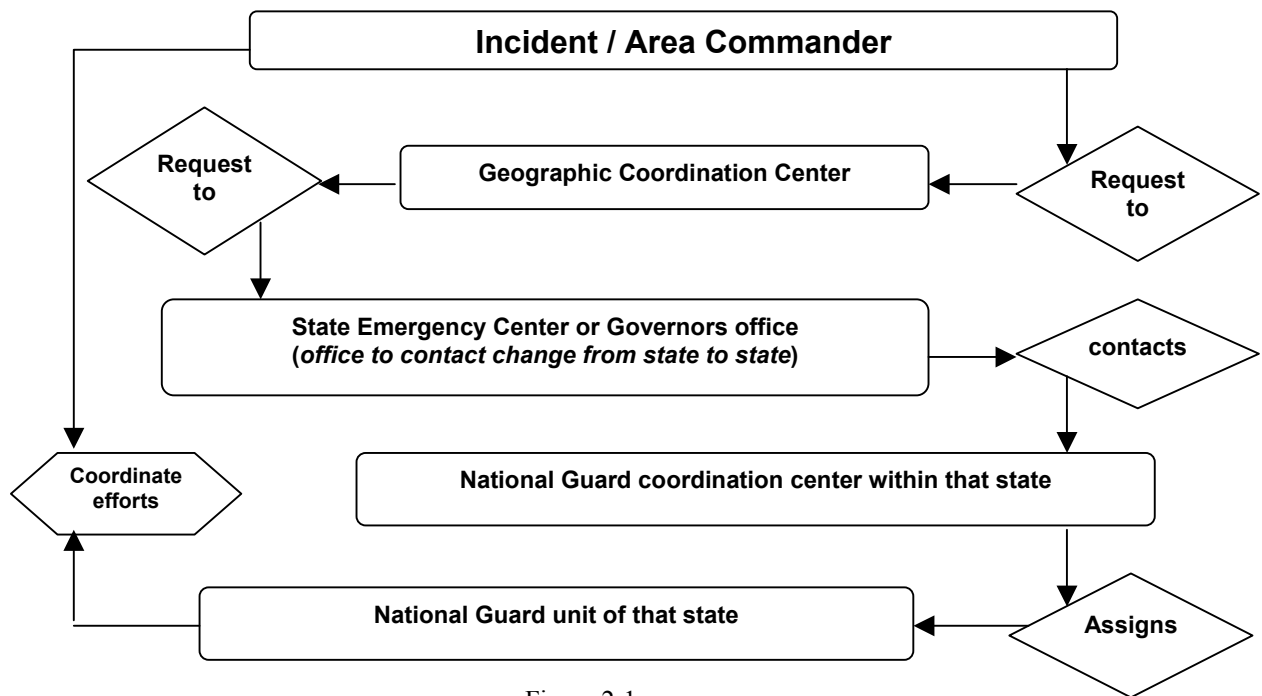 Incident / Area Commander
Request
to
Geographic Coordination Center
Request
to
State Emergency Center or Governors office
(office to contact change from state to state)
contacts
Coordinate
efforts
National Guard coordination center within that state
National Guard unit of that state
Assigns
Figure 2-1